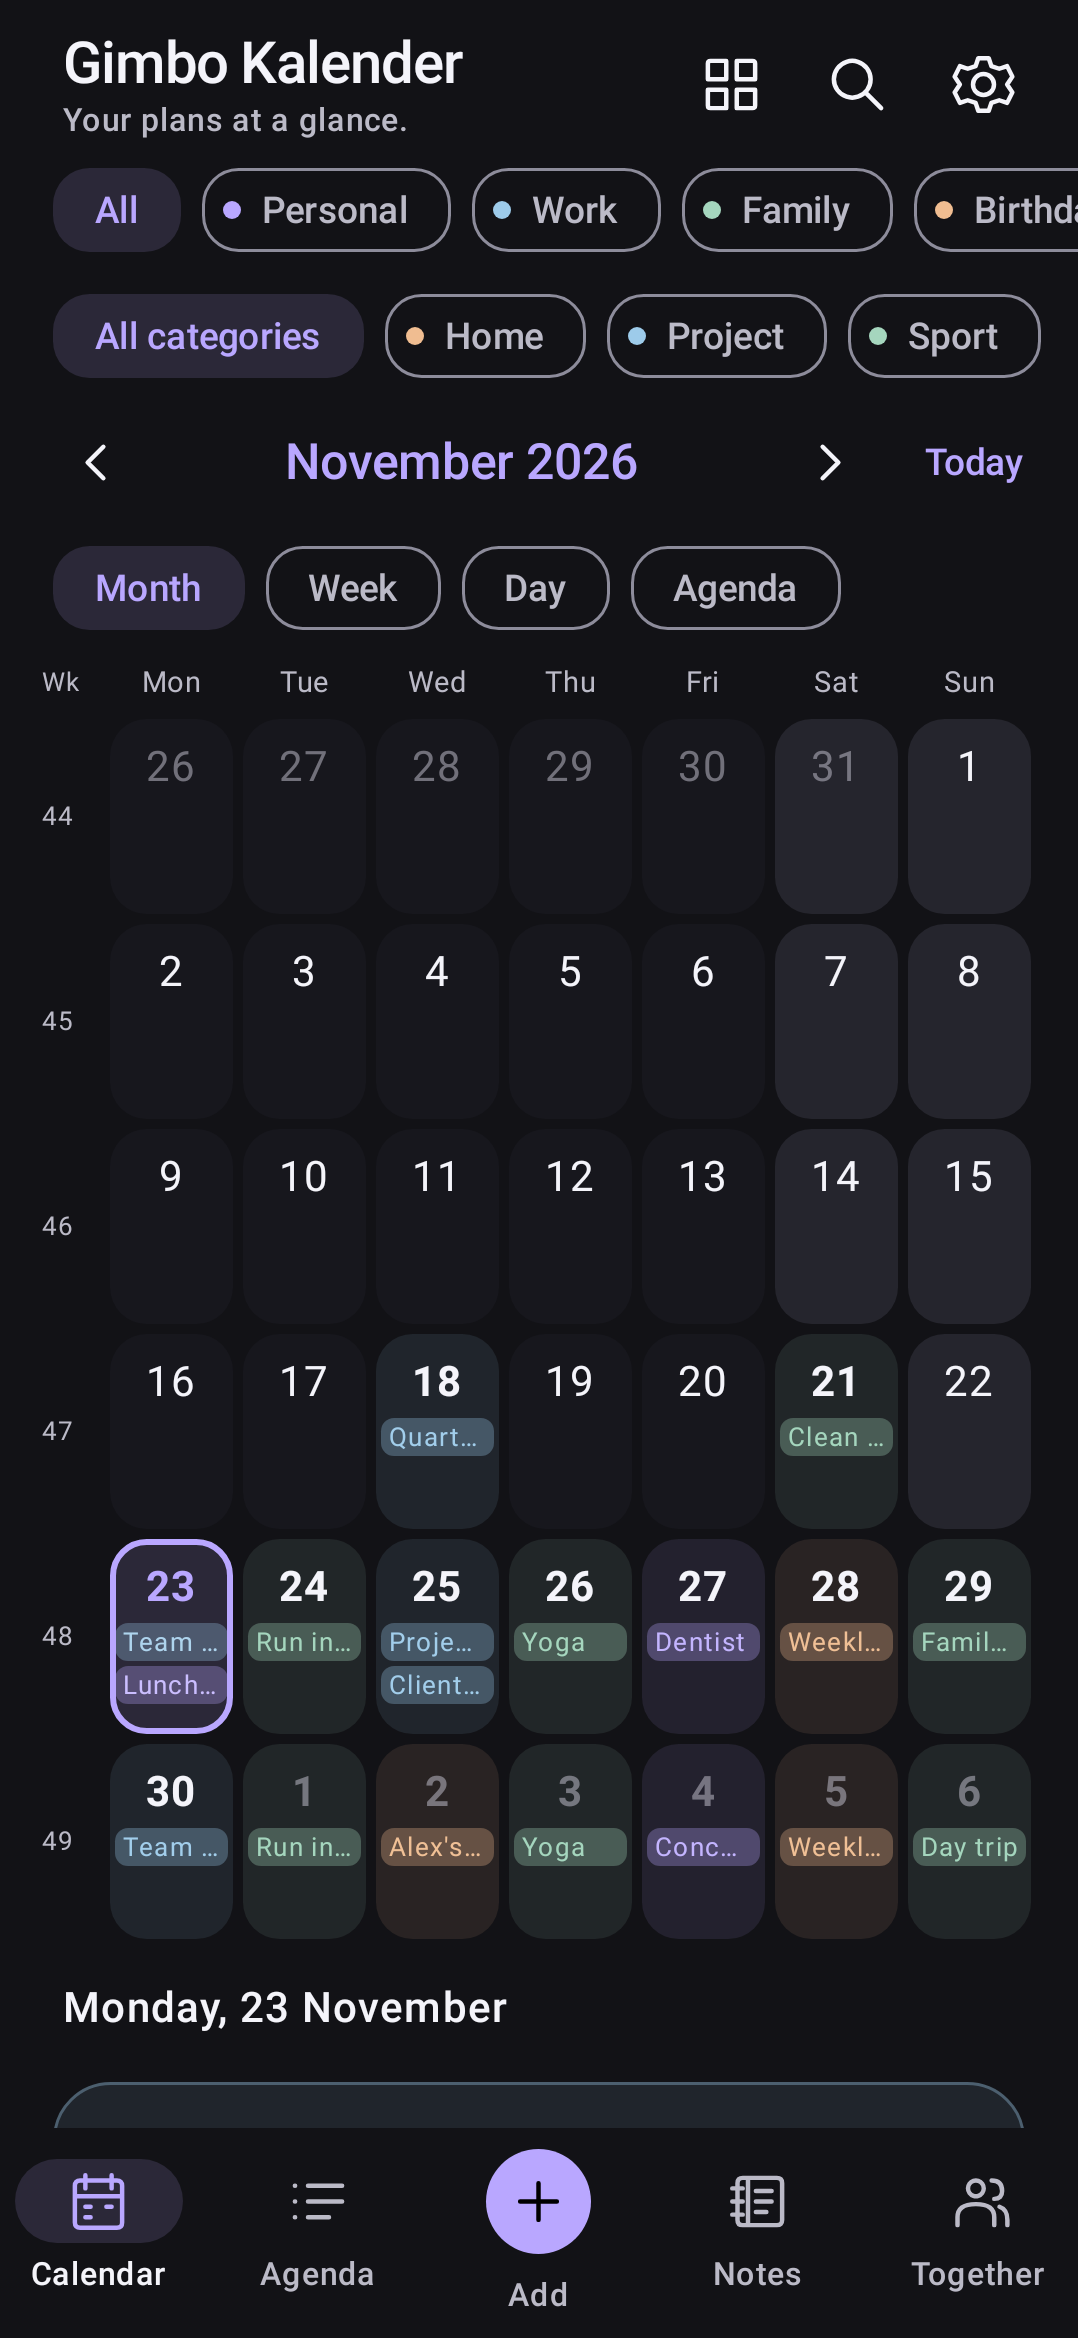 Gimbo Kalender
Your plans at a glance.
All Personal Work Family Birthda
All categories Home Project Sport
November 2026 Today
Month Week Day Agenda
Wk Mon Tue Wed Thu Fri Sat Sun
44 26 27 28 29 30 31 1
45 2 3 4 5 6 7 8
46 9 10 11 12 13 14 15
47 16 17 18 19 20 21 22
Quart… Clean …
48 23 24 25 26 27 28 29
Team … Run in… Proje… Yoga Dentist Weekl… Famil…
Lunch… Client…
49 30 1 2 3 4 5 6
Team … Run in… Alex's… Yoga Conc… Weekl… Day trip
Monday, 23 November
Calendar Agenda Add Notes Together